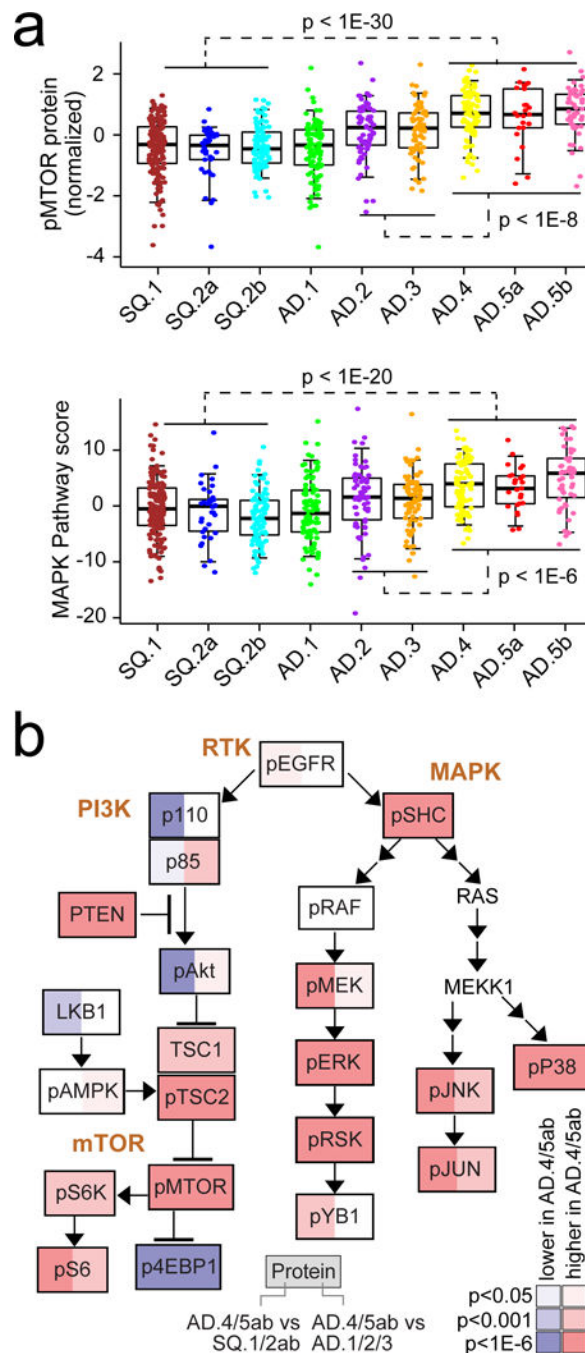 a
p < 1E-30
pMTOR protein
(normalized)
2
0
-2
-4
p < 1E-8
SQ.1
SQ.2a
SQ.2b
AD.1
AD.2
AD.3
AD.4
AD.5a
AD.5b
p < 1E-20
MAPK Pathway score
10
0
-10
-20
p < 1E-6
SQ.1
SQ.2a
SQ.2b
AD.1
AD.2
AD.3
AD.4
AD.5a
AD.5b
b
RTK
pEGFR
MAPK
PI3K
p110
pSHC
p85
PTEN
pRAF
RAS
pAkt
pMEK
MEKK1
LKB1
TSC1
pERK
pP38
pAMPK
pTSC2
pJNK
mTOR
pRSK
pS6K
pMTOR
pJUN
pYB1
pS6
p4EBP1
Protein
AD.4/5ab vs
SQ.1/2ab
AD.4/5ab vs
AD.1/2/3
lower in AD.4/5ab
higher in AD.4/5ab
p<0.05
p<0.001
p<1E-6